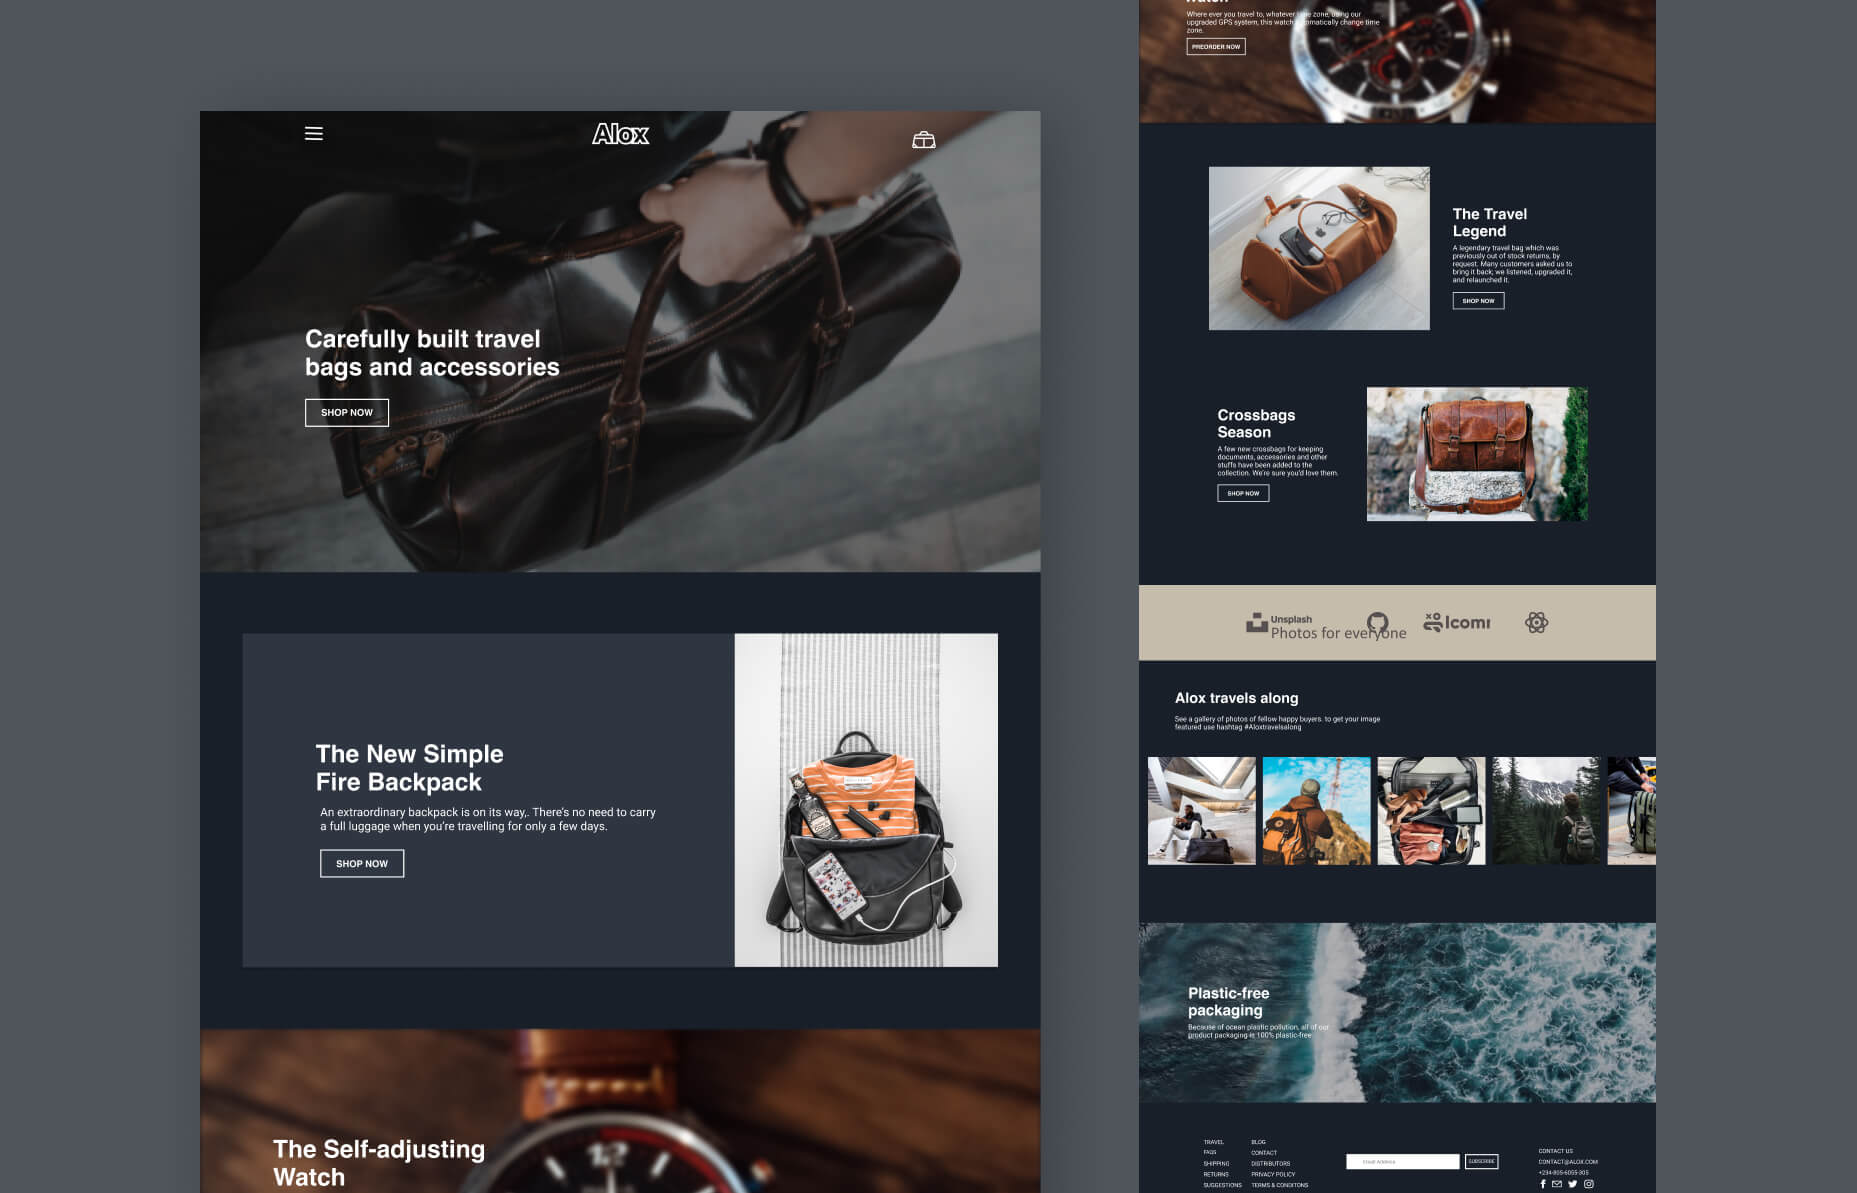 Alox
Carefully built travel
bags and accessories
SHOP NOW
The New Simple
Fire Backpack
An extraordinary backpack is on its way,. There's no need to carry
a full luggage when you're travelling for only a few days.
SHOP NOW
The Self-adjusting
Watch
watch
Where ever you travel to, whatever time zone, using our
upgraded GPS system, this watch automatically change time
zone.
PREORDER NOW
The Travel
Legend
A legendary travel bag which was
previously out of stock returns, by
request. Many customers asked us to
bring it back; we listened, upgraded it,
and relaunched it.
SHOP NOW
Crossbags
Season
A few new crossbags for keeping
documents, accessories and other
stuffs have been added to the
collection. We're sure you'd love them.
SHOP NOW
Unsplash
Photos for everyone
Icom
Alox travels along
See a gallery of photos of fellow happy buyers. to get your image
featured use hashtag #Aloxtravelsalong
Plastic-free
packaging
Because of ocean plastic pollution, all of our
product packaging is 100% plastic-free
TRAVEL
FAQS
SHIPPING
RETURNS
SUGGESTIONS
BLOG
CONTACT
DISTRIBUTORS
PRIVACY POLICY
TERMS & CONDITONS
Email Address
SUBSCRIBE
CONTACT US
CONTACT@ALOX.COM
+234-805-6055-305